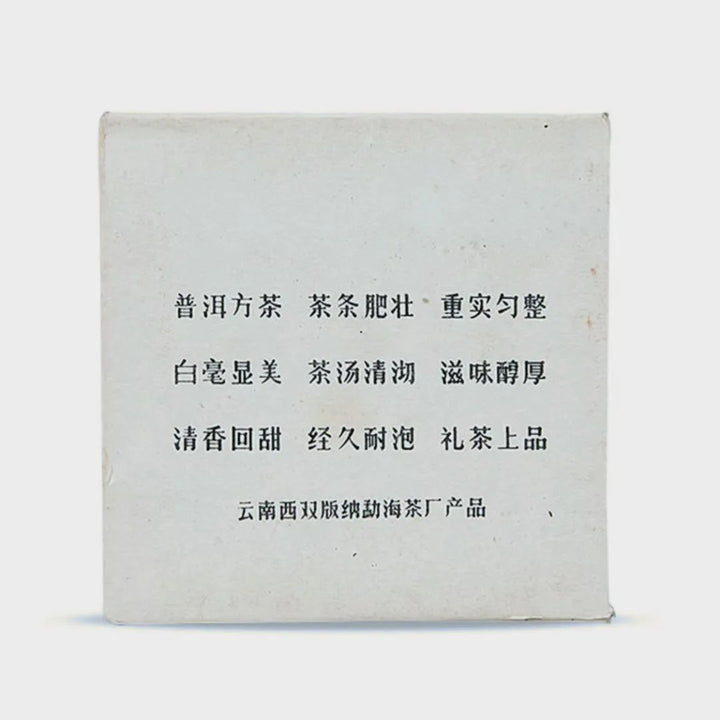 普洱方茶 茶条肥壮 重实匀整
白毫显美 茶汤清沏 滋味醇厚
清香回甜 经久耐泡 礼茶上品
云南西双版纳勐海茶厂产品